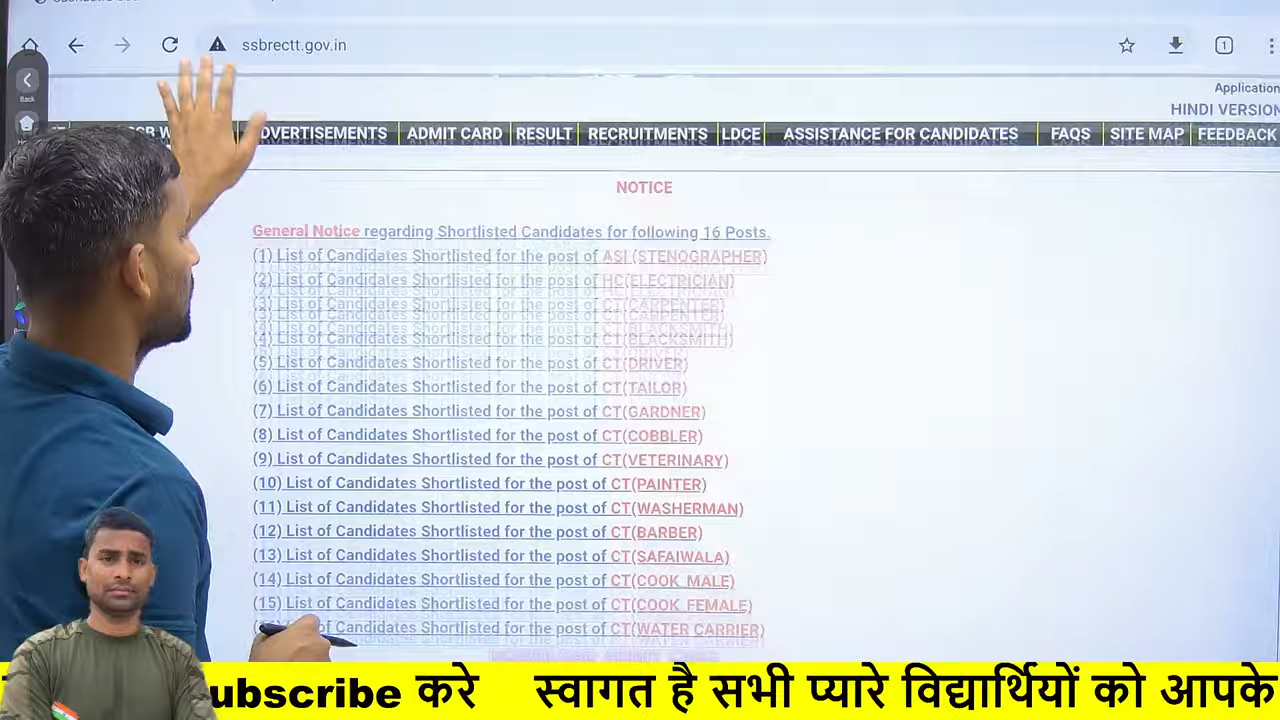 ssbrectt.gov.in
1
Back
Application
HINDI VERSION
ADVERTISEMENTS ADMIT CARD RESULT RECRUITMENTS LDCE ASSISTANCE FOR CANDIDATES FAQS SITE MAP FEEDBACK
NOTICE
General Notice regarding Shortlisted Candidates for following 16 Posts.
(1) List of Candidates Shortlisted for the post of ASI (STENOGRAPHER)
(2) List of Candidates Shortlisted for the post of HC(ELECTRICIAN)
(3) List of Candidates Shortlisted for the post of CT(CARPENTER)
(4) List of Candidates Shortlisted for the post of CT(BLACKSMITH)
(5) List of Candidates Shortlisted for the post of CT(DRIVER)
(6) List of Candidates Shortlisted for the post of CT(TAILOR)
(7) List of Candidates Shortlisted for the post of CT(GARDNER)
(8) List of Candidates Shortlisted for the post of CT(COBBLER)
(9) List of Candidates Shortlisted for the post of CT(VETERINARY)
(10) List of Candidates Shortlisted for the post of CT(PAINTER)
(11) List of Candidates Shortlisted for the post of CT(WASHERMAN)
(12) List of Candidates Shortlisted for the post of CT(BARBER)
(13) List of Candidates Shortlisted for the post of CT(SAFAIWALA)
(14) List of Candidates Shortlisted for the post of CT(COOK MALE)
(15) List of Candidates Shortlisted for the post of CT(COOK FEMALE)
of Candidates Shortlisted for the post of CT(WATER CARRIER)
ubscribe करे स्वागत है सभी प्यारे विद्यार्थियों को आपके